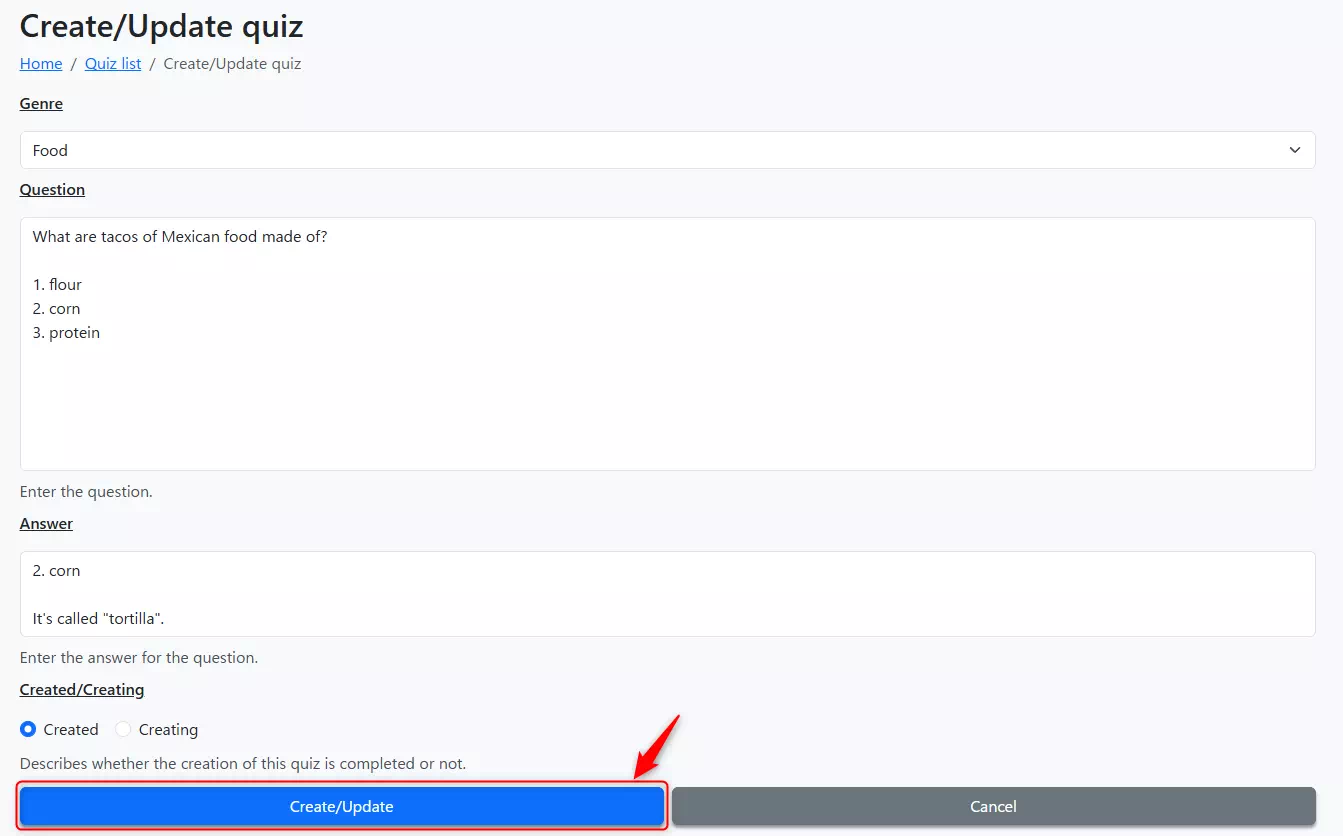 Create/Update quiz
Home / Quiz list / Create/Update quiz
Genre
Food
Question
What are tacos of Mexican food made of?
1. flour
2. corn
3. protein
Enter the question.
Answer
2. corn
It's called "tortilla".
Enter the answer for the question.
Created/Creating
Created Creating
Describes whether the creation of this quiz is completed or not.
Create/Update Cancel